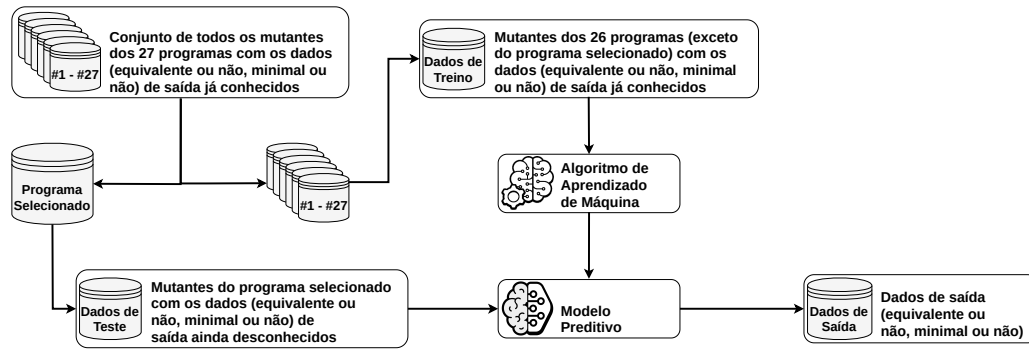 #1 - #27
Conjunto de todos os mutantes
dos 27 programas com os dados
(equivalente ou não, minimal ou
não) de saída já conhecidos
Dados de
Treino
Mutantes dos 26 programas (exceto
do programa selecionado) com os
dados (equivalente ou não, minimal
ou não) de saída já conhecidos
Programa
Selecionado
#1 - #27
Algoritmo de
Aprendizado
de Máquina
Dados de
Teste
Mutantes do programa selecionado
com os dados (equivalente ou
não, minimal ou não) de
saída ainda desconhecidos
Modelo
Preditivo
Dados de
Saída
Dados de saída
(equivalente ou
não, minimal ou não)